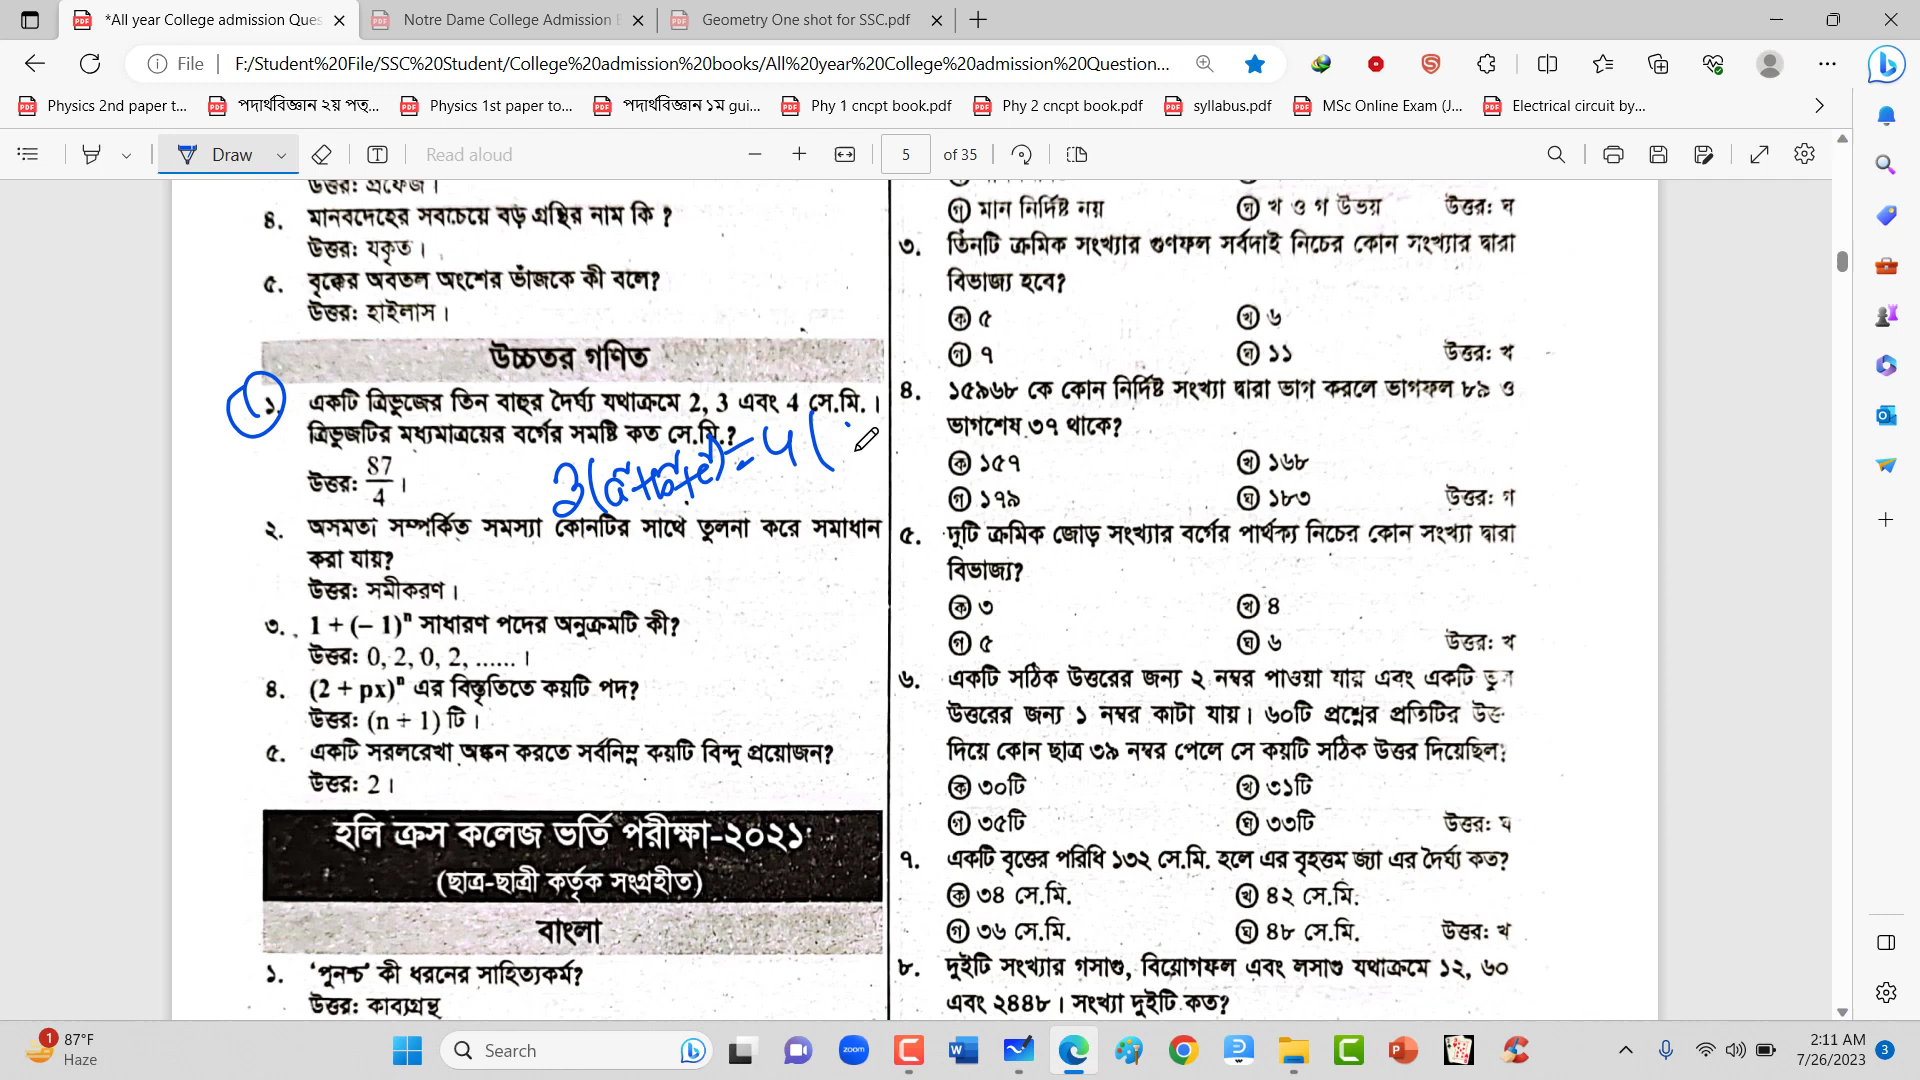 *All year College admission Ques
Notre Dame College Admission E
Geometry One shot for SSC.pdf
File
F:/Student%20File/SSC%20Student/College%20admission%20books/All%20year%20College%20admission%20Question...
Physics 2nd paper t...
পদার্থবিজ্ঞান ২য় পত্...
Physics 1st paper to...
পদার্থবিজ্ঞান ১ম gui...
Phy 1 cncpt book.pdf
Phy 2 cncpt book.pdf
syllabus.pdf
MSc Online Exam (J...
Electrical circuit by...
Draw
Read aloud
5 of 35
উত্তর: প্রফেজ।
৪. মানবদেহের সবচেয়ে বড় গ্রন্থির নাম কি ?
উত্তর: যকৃত।
৫. বৃক্কের অবতল অংশের ভাঁজকে কী বলে?
উত্তর: হাইলাস।
উচ্চতর গণিত
১. একটি ত্রিভুজের তিন বাহুর দৈর্ঘ্য যথাক্রমে 2, 3 এবং 4 সে.মি.।
ত্রিভুজটির মধ্যমাত্রয়ের বর্গের সমষ্টি কত সে.মি.?
উত্তর: 87/4।
3(a²+b²+c²)=4(
২. অসমতা সম্পর্কিত সমস্যা কোনটির সাথে তুলনা করে সমাধান
করা যায়?
উত্তর: সমীকরণ।
৩. 1 + (– 1)ⁿ সাধারণ পদের অনুক্রমটি কী?
উত্তর: 0, 2, 0, 2, ......।
৪. (2 + px)ⁿ এর বিস্তৃতিতে কয়টি পদ?
উত্তর: (n + 1) টি।
৫. একটি সরলরেখা অঙ্কন করতে সর্বনিম্ন কয়টি বিন্দু প্রয়োজন?
উত্তর: 2।
হলি ক্রস কলেজ ভর্তি পরীক্ষা-২০২১
(ছাত্র-ছাত্রী কর্তৃক সংগ্রহীত)
বাংলা
১. ‘পুনশ্চ’ কী ধরনের সাহিত্যকর্ম?
উত্তর: কাব্যগ্রন্থ
গ মান নির্দিষ্ট নয় ঘ খ ও গ উভয় উত্তর: ঘ
৩. তিনটি ক্রমিক সংখ্যার গুণফল সর্বদাই নিচের কোন সংখ্যার দ্বারা
বিভাজ্য হবে?
ক ৫ খ ৬
গ ৭ ঘ ১১ উত্তর: খ
৪. ১৫৯৬৮ কে কোন নির্দিষ্ট সংখ্যা দ্বারা ভাগ করলে ভাগফল ৮৯ ও
ভাগশেষ ৩৭ থাকে?
ক ১৫৭ খ ১৬৮
গ ১৭৯ ঘ ১৮৩ উত্তর: গ
৫. দুটি ক্রমিক জোড় সংখ্যার বর্গের পার্থক্য নিচের কোন সংখ্যা দ্বারা
বিভাজ্য?
ক ৩ খ ৪
গ ৫ ঘ ৬ উত্তর: খ
৬. একটি সঠিক উত্তরের জন্য ২ নম্বর পাওয়া যায় এবং একটি ভুল
উত্তরের জন্য ১ নম্বর কাটা যায়। ৬০টি প্রশ্নের প্রতিটির
দিয়ে কোন ছাত্র ৩৯ নম্বর পেলে সে কয়টি সঠিক উত্তর দিয়েছিল?
ক ৩০টি খ ৩১টি
গ ৩৫টি ঘ ৩৩টি উত্তর: ঘ
৭. একটি বৃত্তের পরিধি ১৩২ সে.মি. হলে এর বৃহত্তম জ্যা এর দৈর্ঘ্য কত?
ক ৩৪ সে.মি. খ ৪২ সে.মি.
গ ৩৬ সে.মি. ঘ ৪৮ সে.মি. উত্তর: খ
৮. দুইটি সংখ্যার গসাগু, বিয়োগফল এবং লসাগু যথাক্রমে ১২, ৬০
এবং ২৪৪৮। সংখ্যা দুইটি কত?
1
87°F
Haze
Search
zoom
2:11 AM
7/26/2023
3